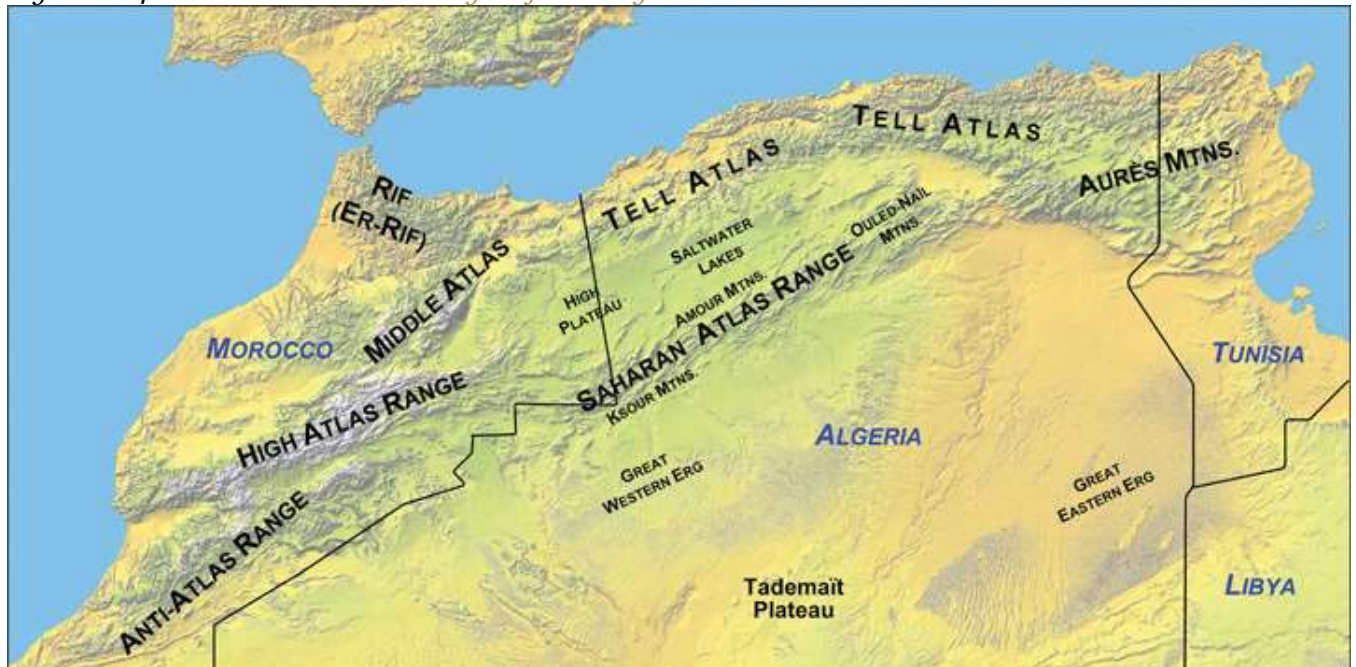 TELL ATLAS
TELL ATLAS
AURÈS MTNS.
RIF
(ER-RIF)
OULED-NAÏL
MTNS.
SALTWATER
LAKES
MIDDLE ATLAS
HIGH
PLATEAU
AMOUR MTNS.
SAHARAN ATLAS RANGE
KSOUR MTNS.
MOROCCO
TUNISIA
HIGH ATLAS RANGE
ALGERIA
GREAT
WESTERN ERG
GREAT
EASTERN ERG
ANTI-ATLAS RANGE
Tademaït
Plateau
LIBYA